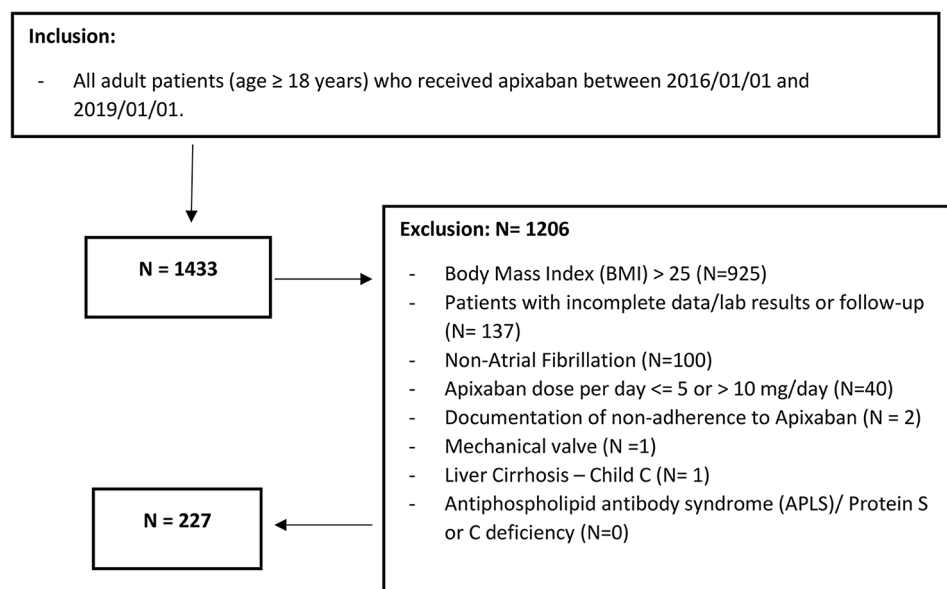 Inclusion:
- All adult patients (age ≥ 18 years) who received apixaban between 2016/01/01 and
2019/01/01.
N = 1433
Exclusion: N= 1206
- Body Mass Index (BMI) > 25 (N=925)
- Patients with incomplete data/lab results or follow-up
(N= 137)
- Non-Atrial Fibrillation (N=100)
- Apixaban dose per day <= 5 or > 10 mg/day (N=40)
- Documentation of non-adherence to Apixaban (N = 2)
- Mechanical valve (N =1)
- Liver Cirrhosis – Child C (N= 1)
- Antiphospholipid antibody syndrome (APLS)/ Protein S
or C deficiency (N=0)
N = 227